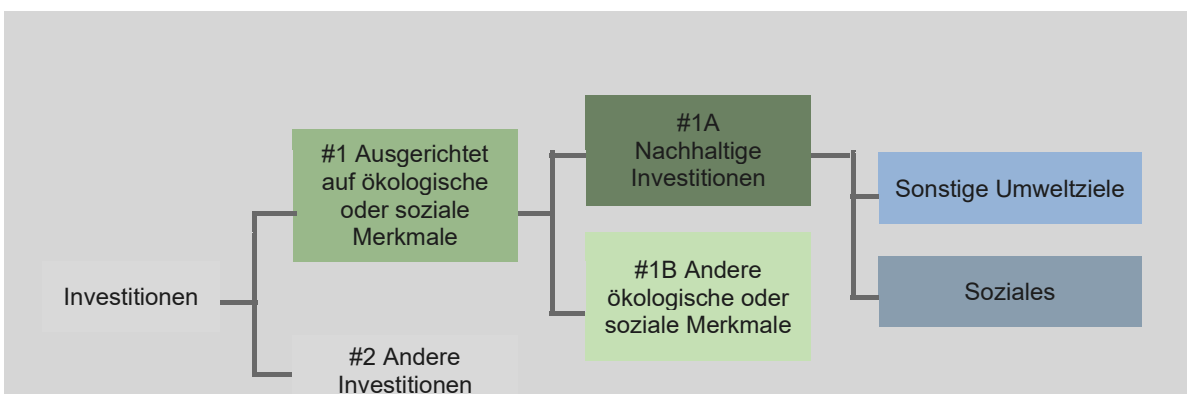 Investitionen
#1 Ausgerichtet
auf ökologische
oder soziale
Merkmale
#2 Andere
Investitionen
#1A
Nachhaltige
Investitionen
#1B Andere
ökologische oder
soziale Merkmale
Sonstige Umweltziele
Soziales